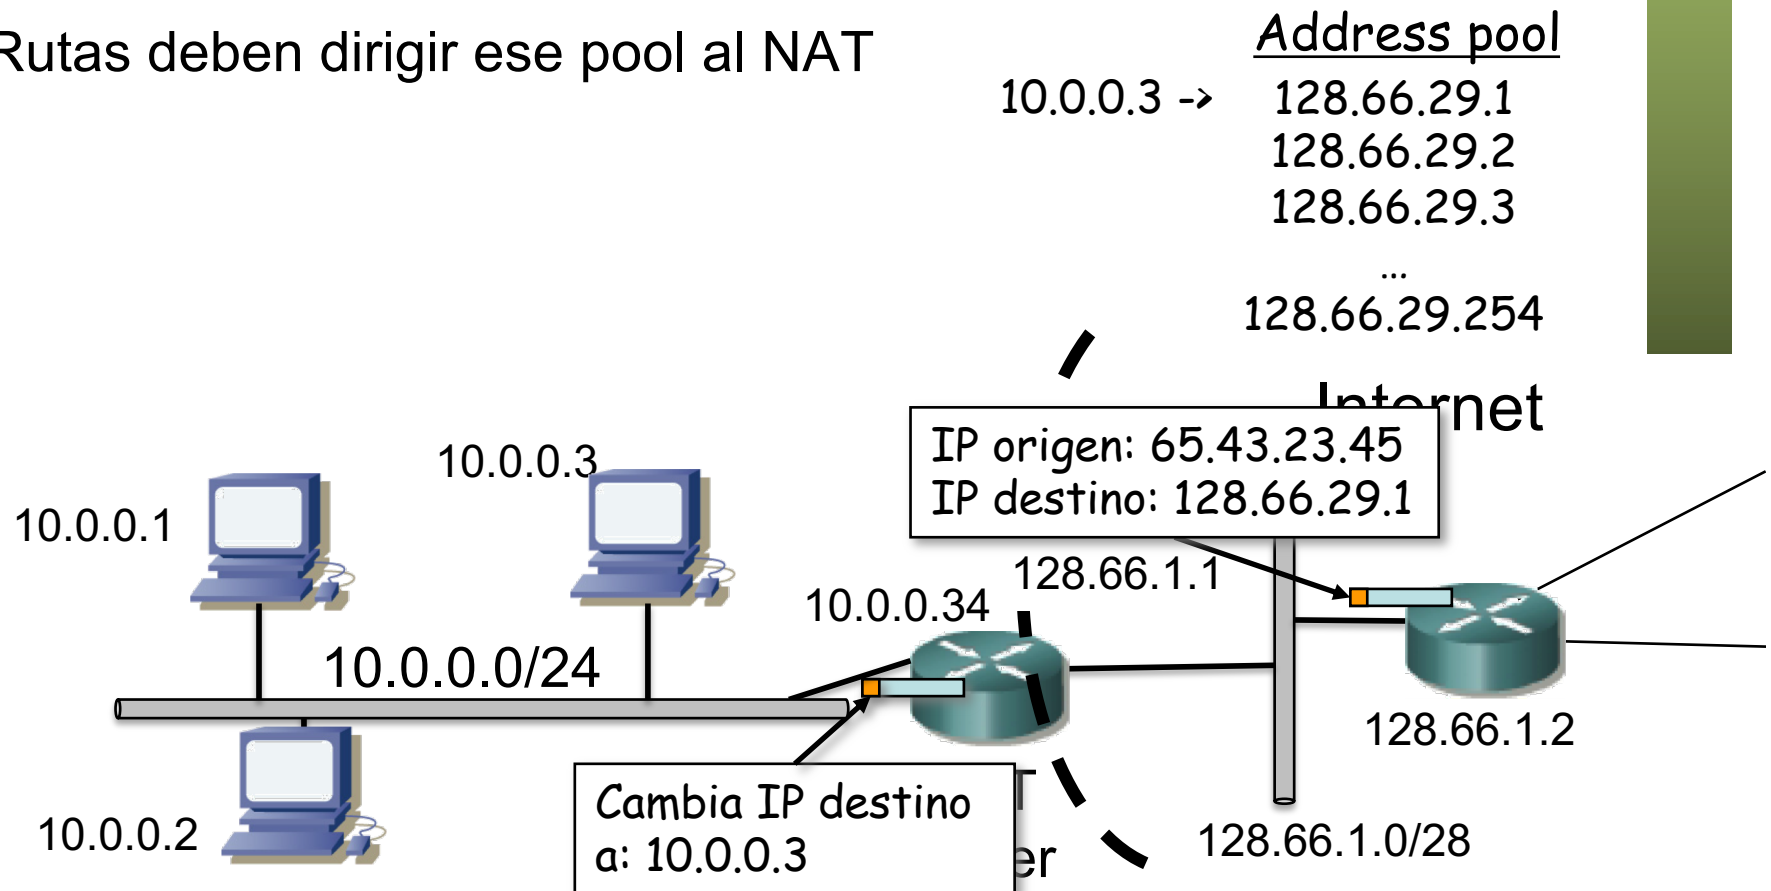 Rutas deben dirigir ese pool al NAT
Address pool
10.0.0.3 -> 128.66.29.1
128.66.29.2
128.66.29.3
...
128.66.29.254
Internet
IP origen: 65.43.23.45
IP destino: 128.66.29.1
10.0.0.3
10.0.0.1
128.66.1.1
10.0.0.34
10.0.0.0/24
128.66.1.2
Cambia IP destino
a: 10.0.0.3
10.0.0.2
128.66.1.0/28